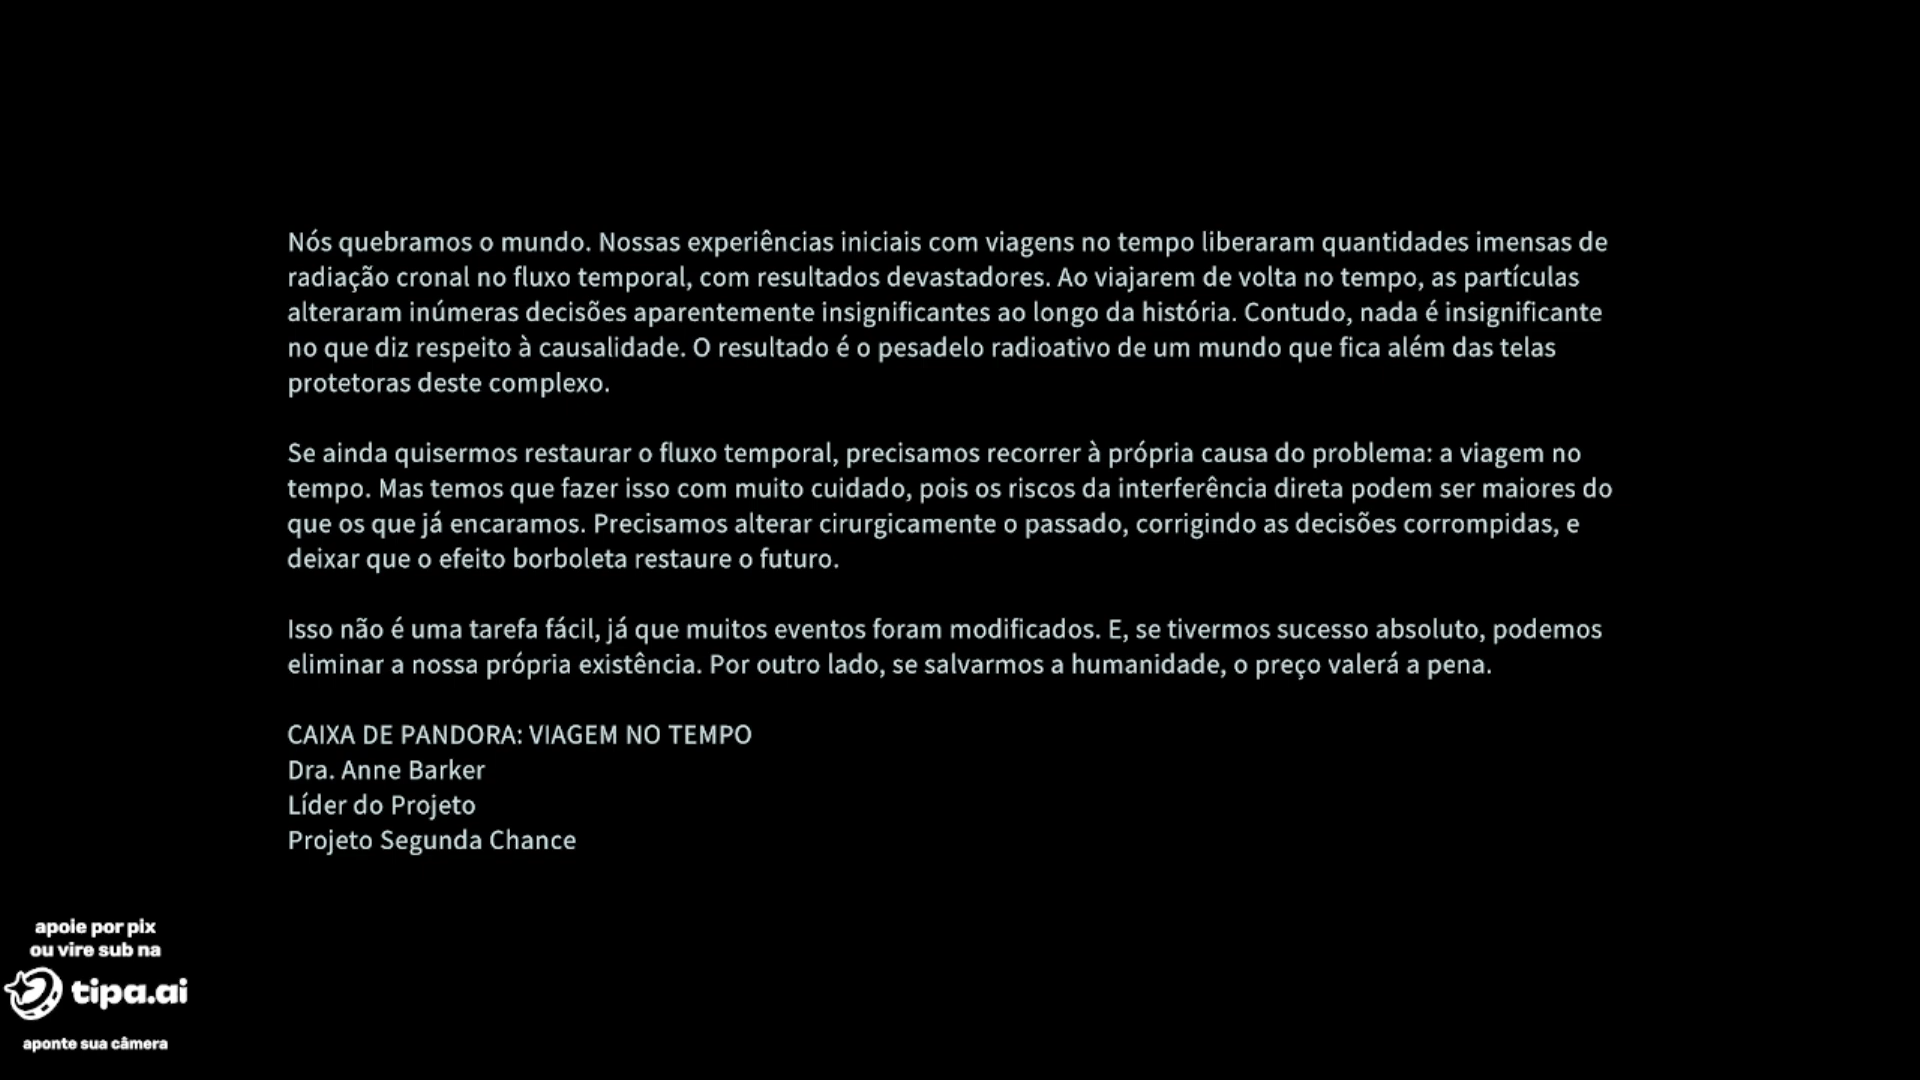 Nós quebramos o mundo. Nossas experiências iniciais com viagens no tempo liberaram quantidades imensas de
radiação cronal no fluxo temporal, com resultados devastadores. Ao viajarem de volta no tempo, as partículas
alteraram inúmeras decisões aparentemente insignificantes ao longo da história. Contudo, nada é insignificante
no que diz respeito à causalidade. O resultado é o pesadelo radioativo de um mundo que fica além das telas
protetoras deste complexo.
Se ainda quisermos restaurar o fluxo temporal, precisamos recorrer à própria causa do problema: a viagem no
tempo. Mas temos que fazer isso com muito cuidado, pois os riscos da interferência direta podem ser maiores do
que os que já encaramos. Precisamos alterar cirurgicamente o passado, corrigindo as decisões corrompidas, e
deixar que o efeito borboleta restaure o futuro.
Isso não é uma tarefa fácil, já que muitos eventos foram modificados. E, se tivermos sucesso absoluto, podemos
eliminar a nossa própria existência. Por outro lado, se salvarmos a humanidade, o preço valerá a pena.
CAIXA DE PANDORA: VIAGEM NO TEMPO
Dra. Anne Barker
Líder do Projeto
Projeto Segunda Chance
apoie por pix
ou vire sub na
tipa.ai
aponte sua câmera